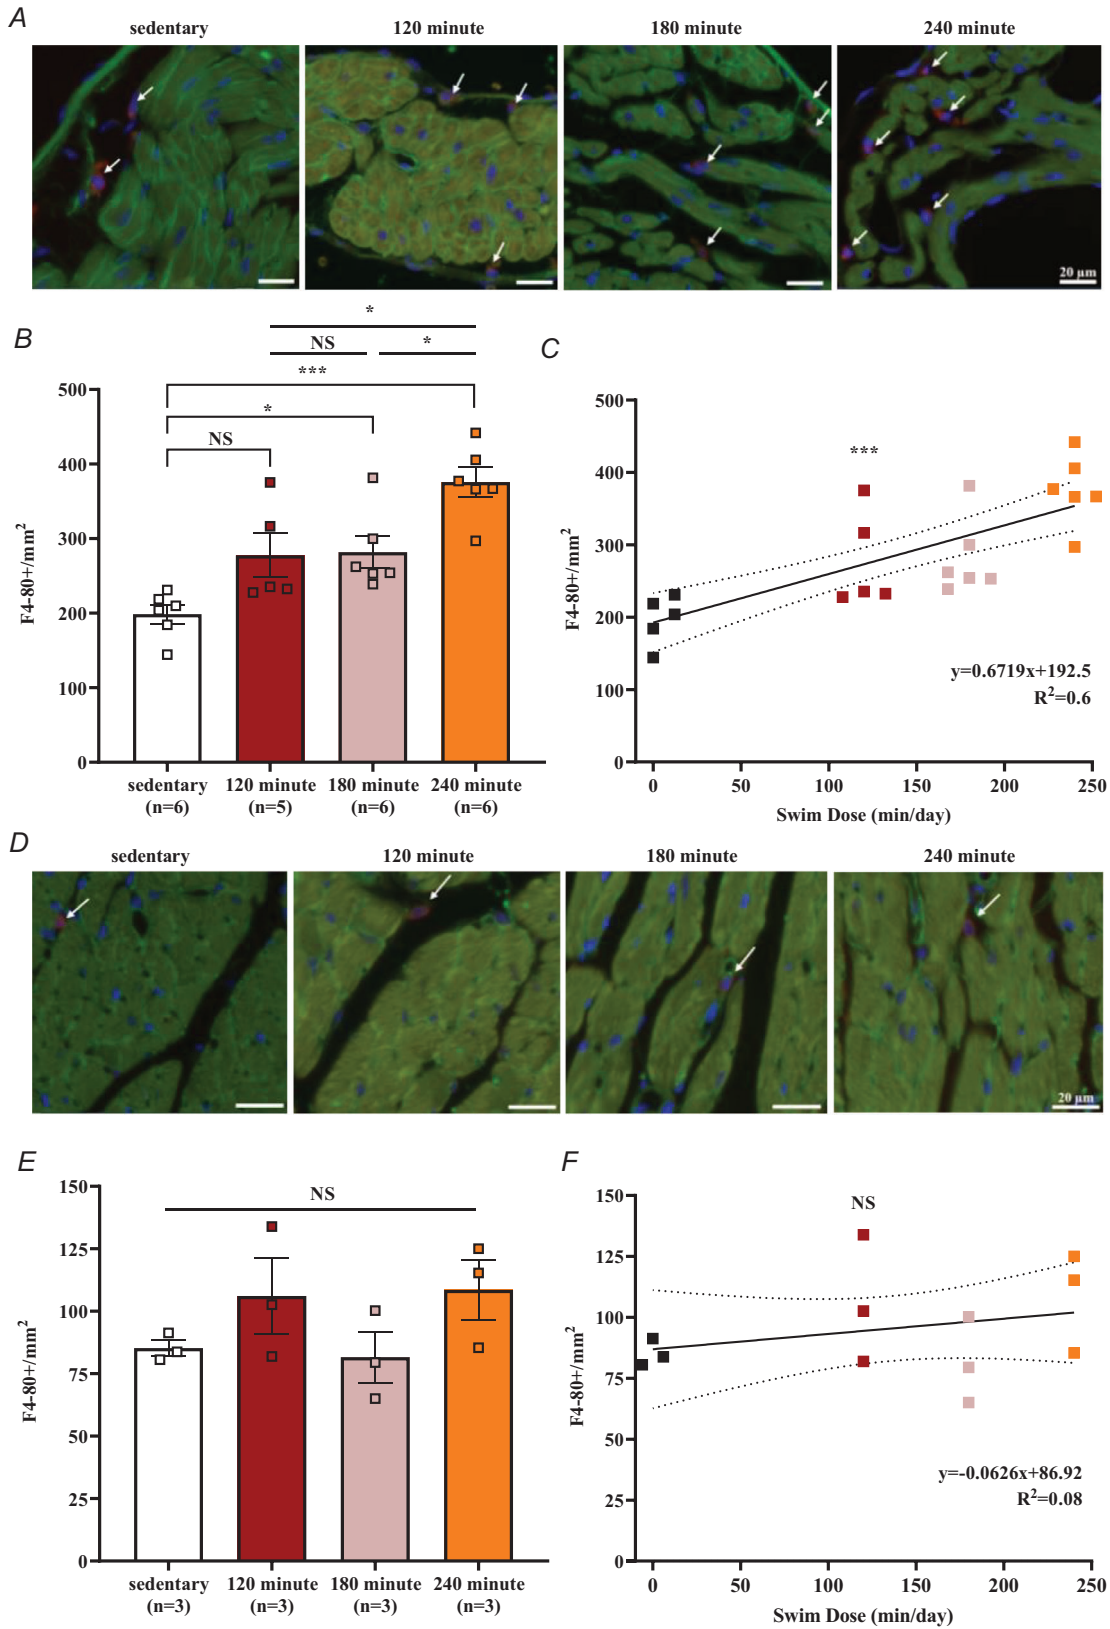 A
sedentary
120 minute
180 minute
240 minute
20 µm
B
*
NS
*
***
*
NS
500
400
300
200
100
0
F4-80+/mm²
sedentary
(n=6)
120 minute
(n=5)
180 minute
(n=6)
240 minute
(n=6)
C
500
400
300
200
100
0
F4-80+/mm²
***
y=0.6719x+192.5
R²=0.6
0 50 100 150 200 250
Swim Dose (min/day)
D
sedentary
120 minute
180 minute
240 minute
20 µm
E
NS
150
125
100
75
50
25
0
F4-80+/mm²
sedentary
(n=3)
120 minute
(n=3)
180 minute
(n=3)
240 minute
(n=3)
F
NS
150
125
100
75
50
25
0
F4-80+/mm²
y=-0.0626x+86.92
R²=0.08
0 50 100 150 200 250
Swim Dose (min/day)